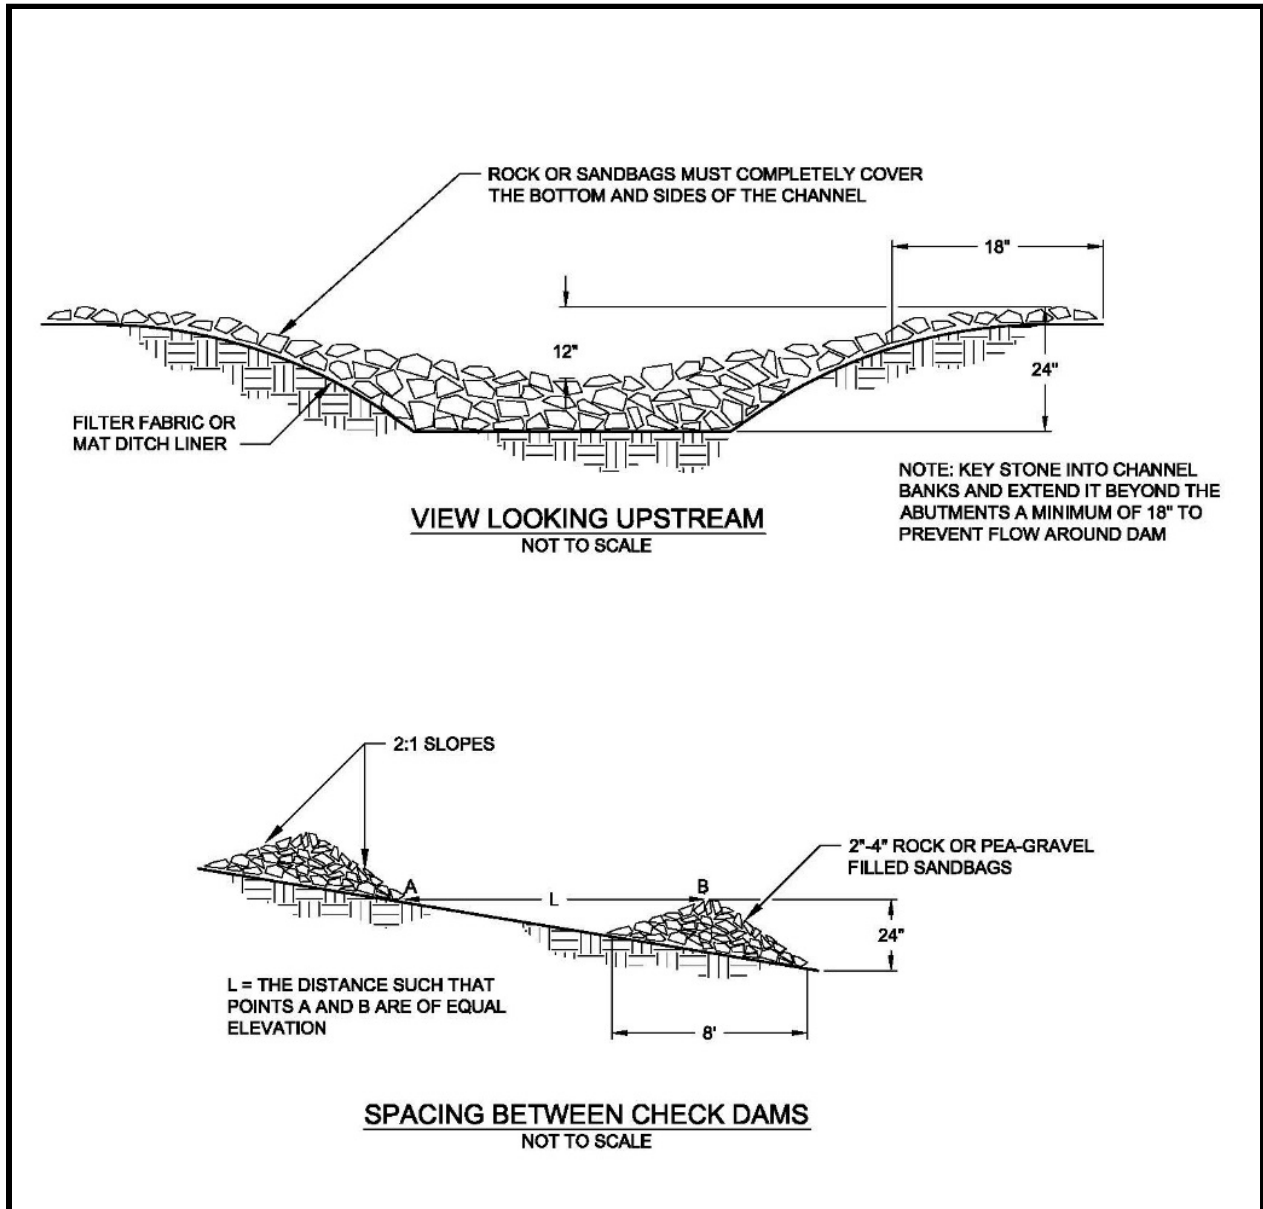 ROCK OR SANDBAGS MUST COMPLETELY COVER
THE BOTTOM AND SIDES OF THE CHANNEL
18"
12"
24"
FILTER FABRIC OR
MAT DITCH LINER
NOTE: KEY STONE INTO CHANNEL
BANKS AND EXTEND IT BEYOND THE
ABUTMENTS A MINIMUM OF 18" TO
PREVENT FLOW AROUND DAM
VIEW LOOKING UPSTREAM
NOT TO SCALE
2:1 SLOPES
2"-4" ROCK OR PEA-GRAVEL
FILLED SANDBAGS
A
L
B
24"
L = THE DISTANCE SUCH THAT
POINTS A AND B ARE OF EQUAL
ELEVATION
8'
SPACING BETWEEN CHECK DAMS
NOT TO SCALE